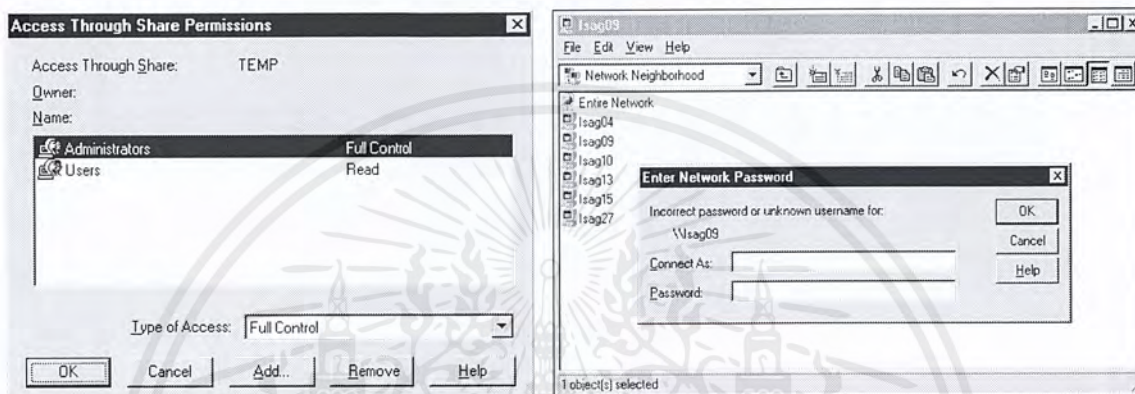 Access Through Share Permissions
Access Through Share: TEMP
Owner:
Name:
Administrators Full Control
Users Read
Type of Access: Full Control
OK Cancel Add... Remove Help
lsag09
File Edit View Help
Network Neighborhood
Entire Network
lsag04
lsag09
lsag10
lsag13
lsag15
lsag27
Enter Network Password
Incorrect password or unknown username for:
\\lsag09
Connect As:
Password:
OK
Cancel
Help
1 object(s) selected